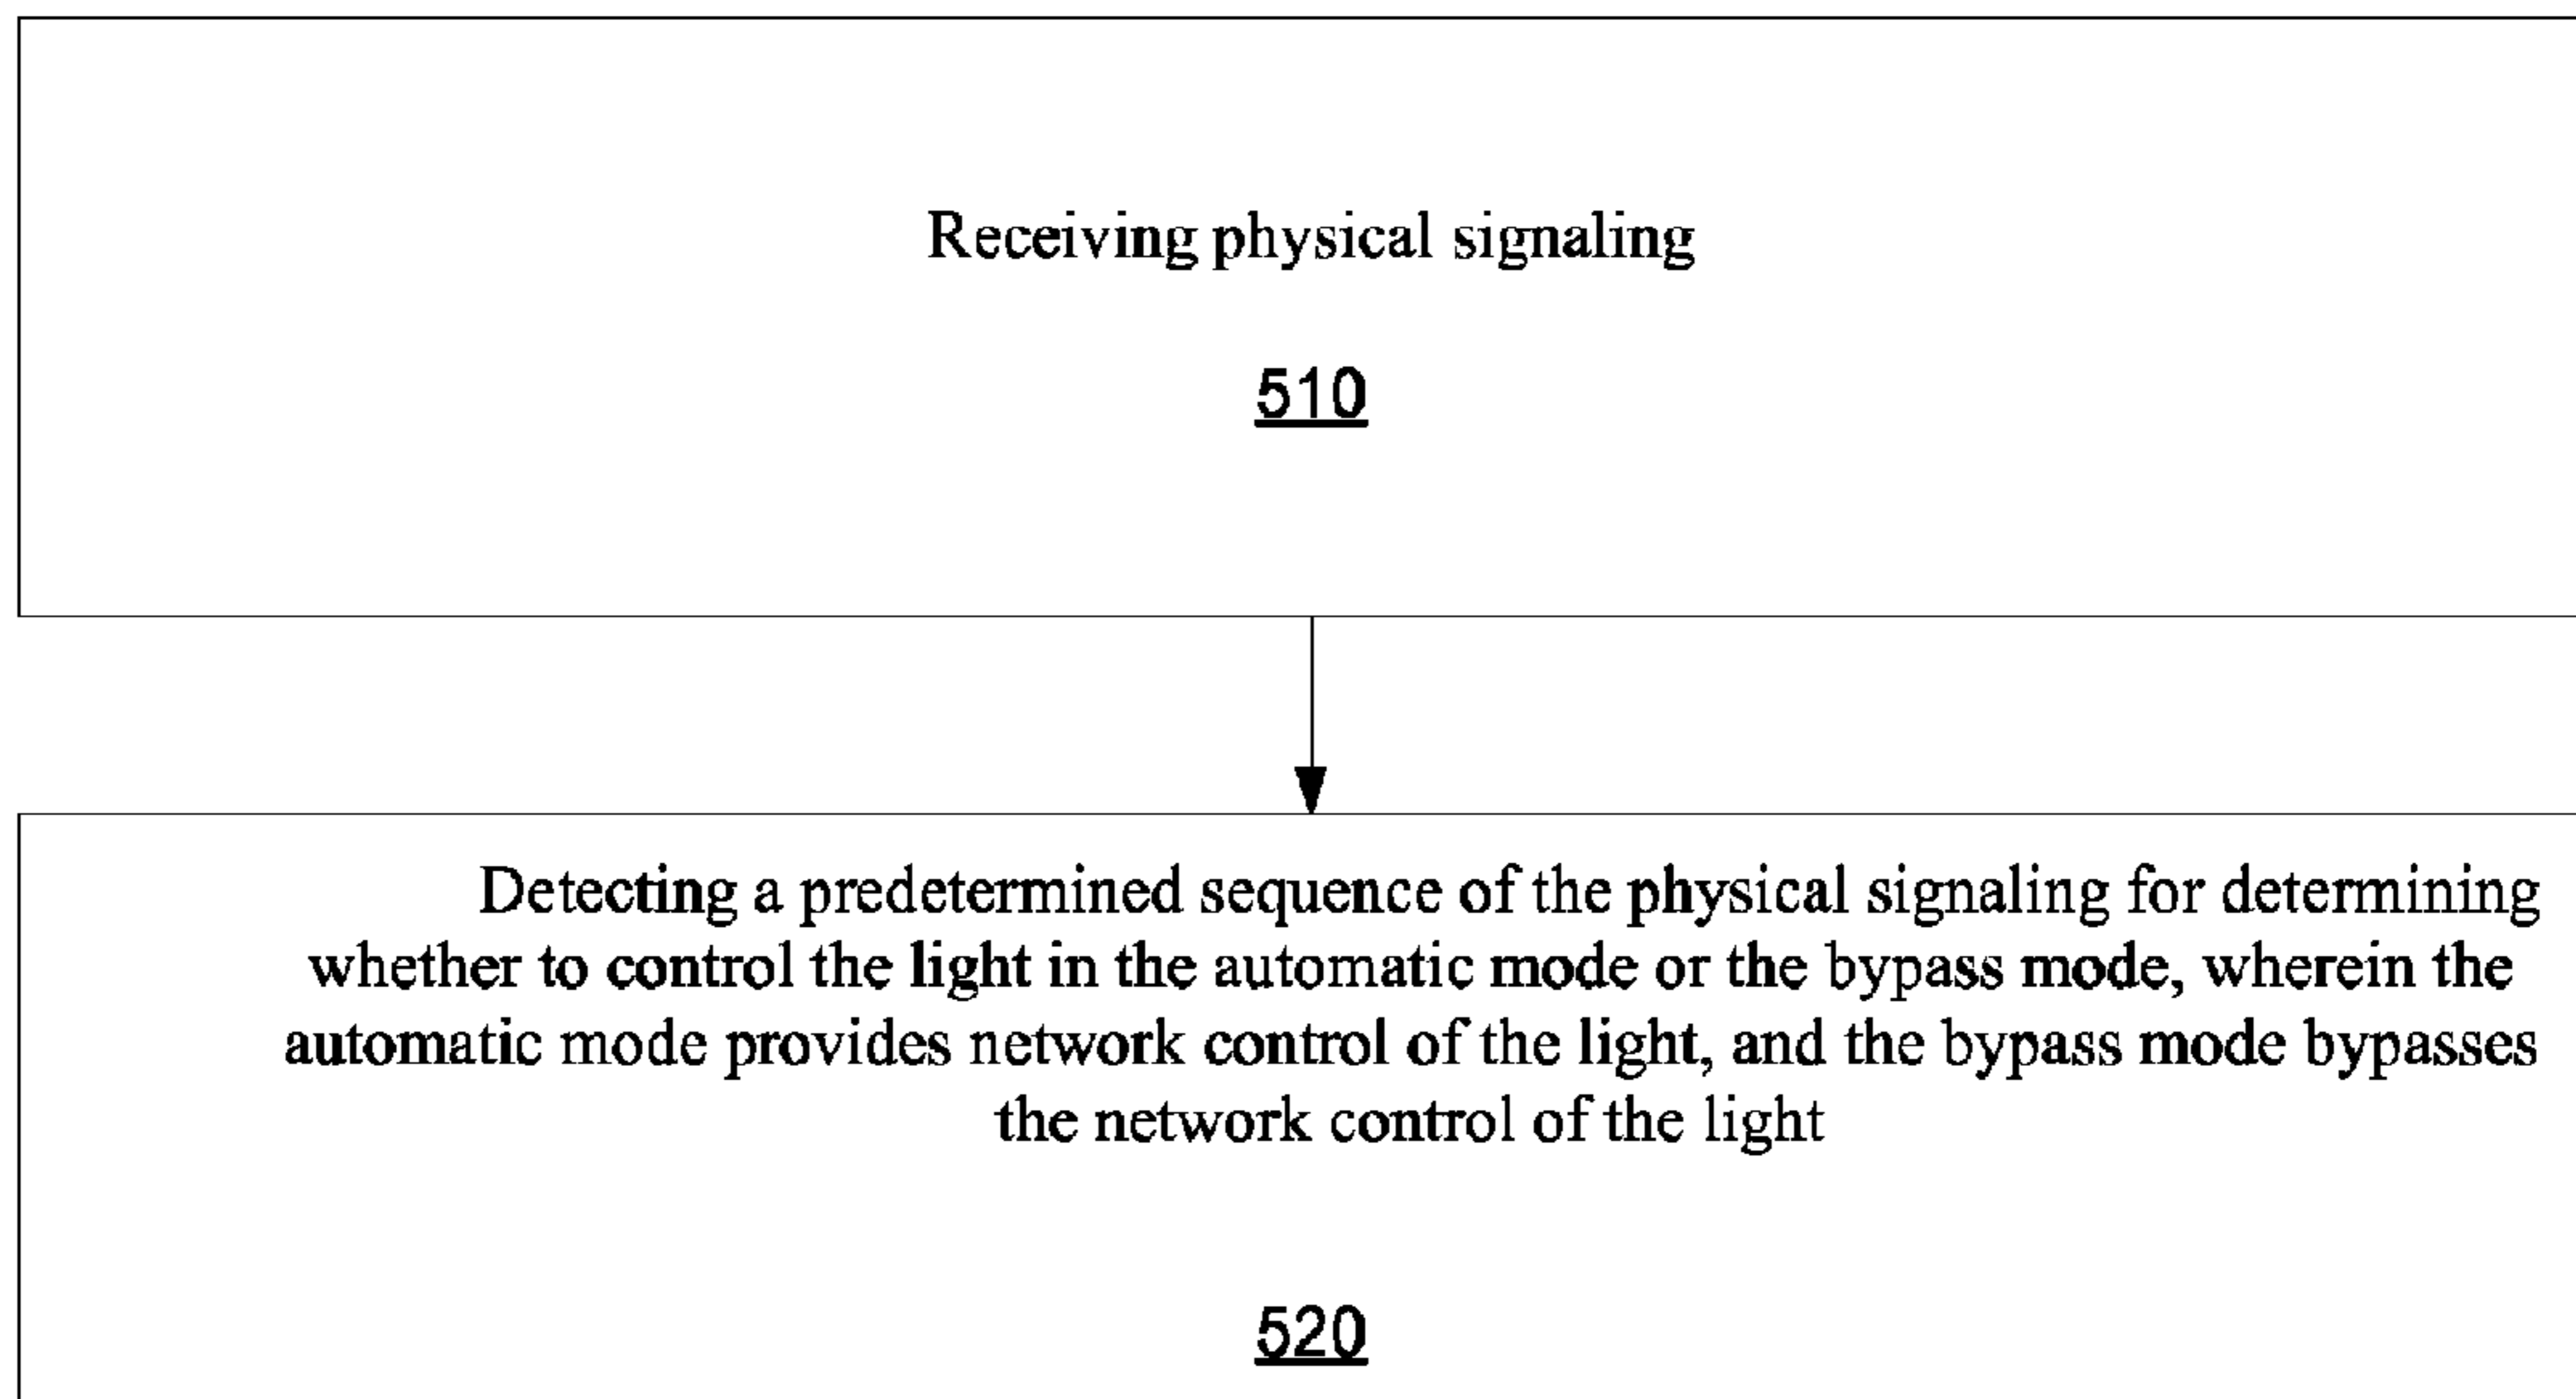 Receiving physical signaling
510
Detecting a predetermined sequence of the physical signaling for determining
whether to control the light in the automatic mode or the bypass mode, wherein the
automatic mode provides network control of the light, and the bypass mode bypasses
the network control of the light
520